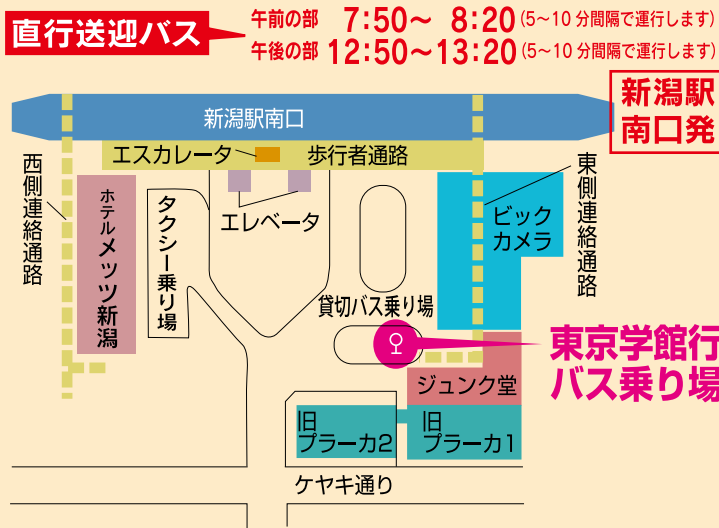 直行送迎バス
午前の部 7:50～ 8:20(5～10分間隔で運行します)
午後の部 12:50～13:20(5～10分間隔で運行します)
新潟駅南口
新潟駅
南口発
エスカレータ
歩行者通路
西側連絡通路
ホテルメッツ新潟
タクシー乗り場
エレベータ
ビック
カメラ
東側連絡通路
貸切バス乗り場
東京学館行
バス乗り場
ジュンク堂
旧
プラーカ2
旧
プラーカ1
ケヤキ通り